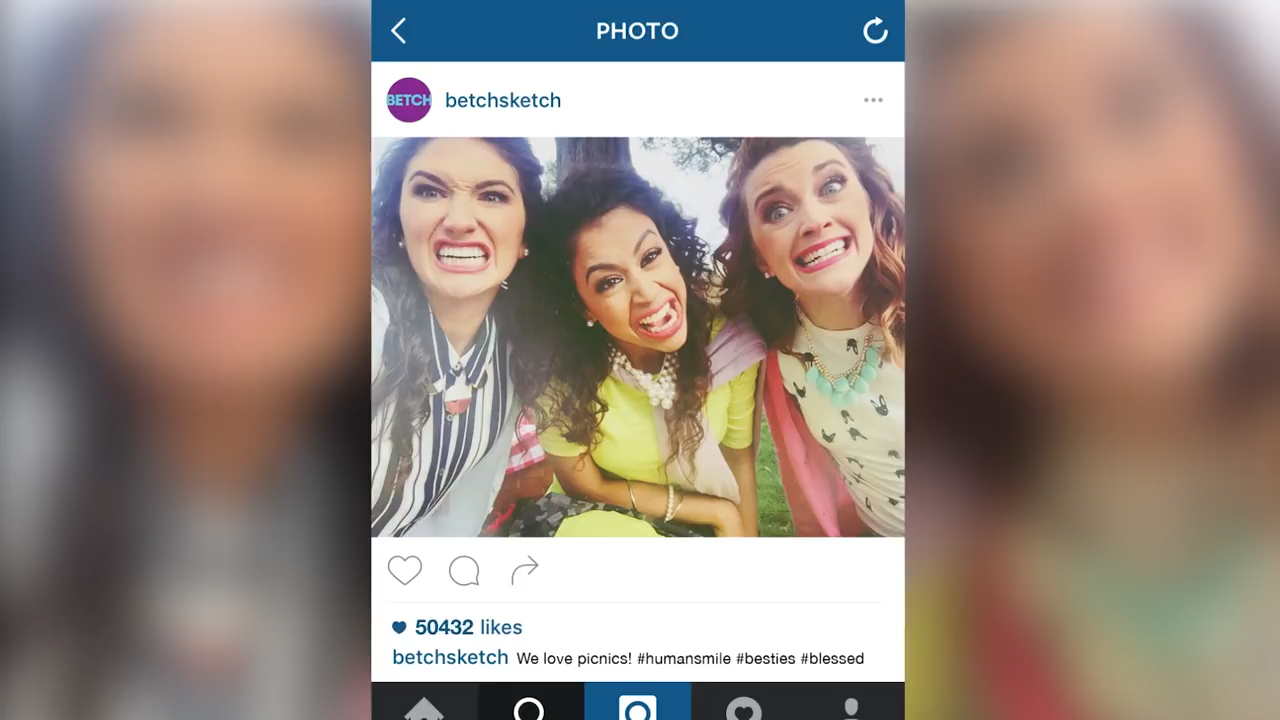 PHOTO
BETCH
betchsketch
50432 likes
betchsketch We love picnics! #humansmile #besties #blessed